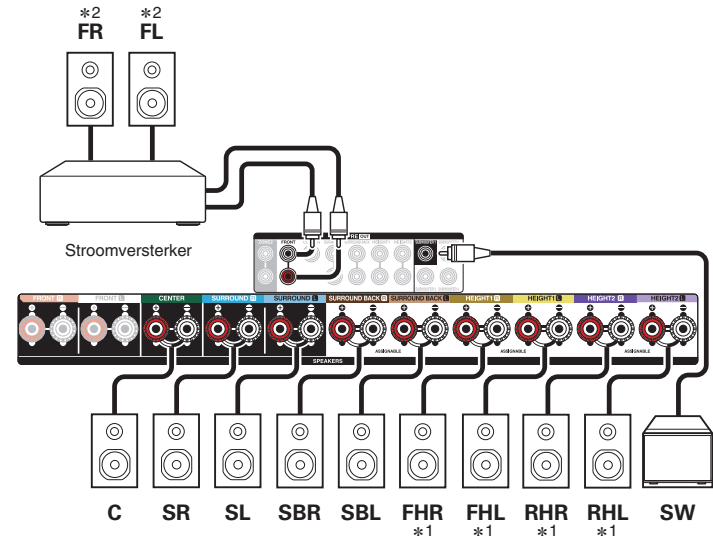 *2 *2
FR FL
Stroomversterker
PRE OUT
FRONT
FRONT R FRONT L CENTER SURROUND R SURROUND L SURROUND BACK R SURROUND BACK L HEIGHT1 R HEIGHT1 L HEIGHT2 R HEIGHT2 L
ASSIGNABLE ASSIGNABLE ASSIGNABLE
SPEAKERS
C SR SL SBR SBL FHR FHL RHR RHL SW
*1 *1 *1 *1